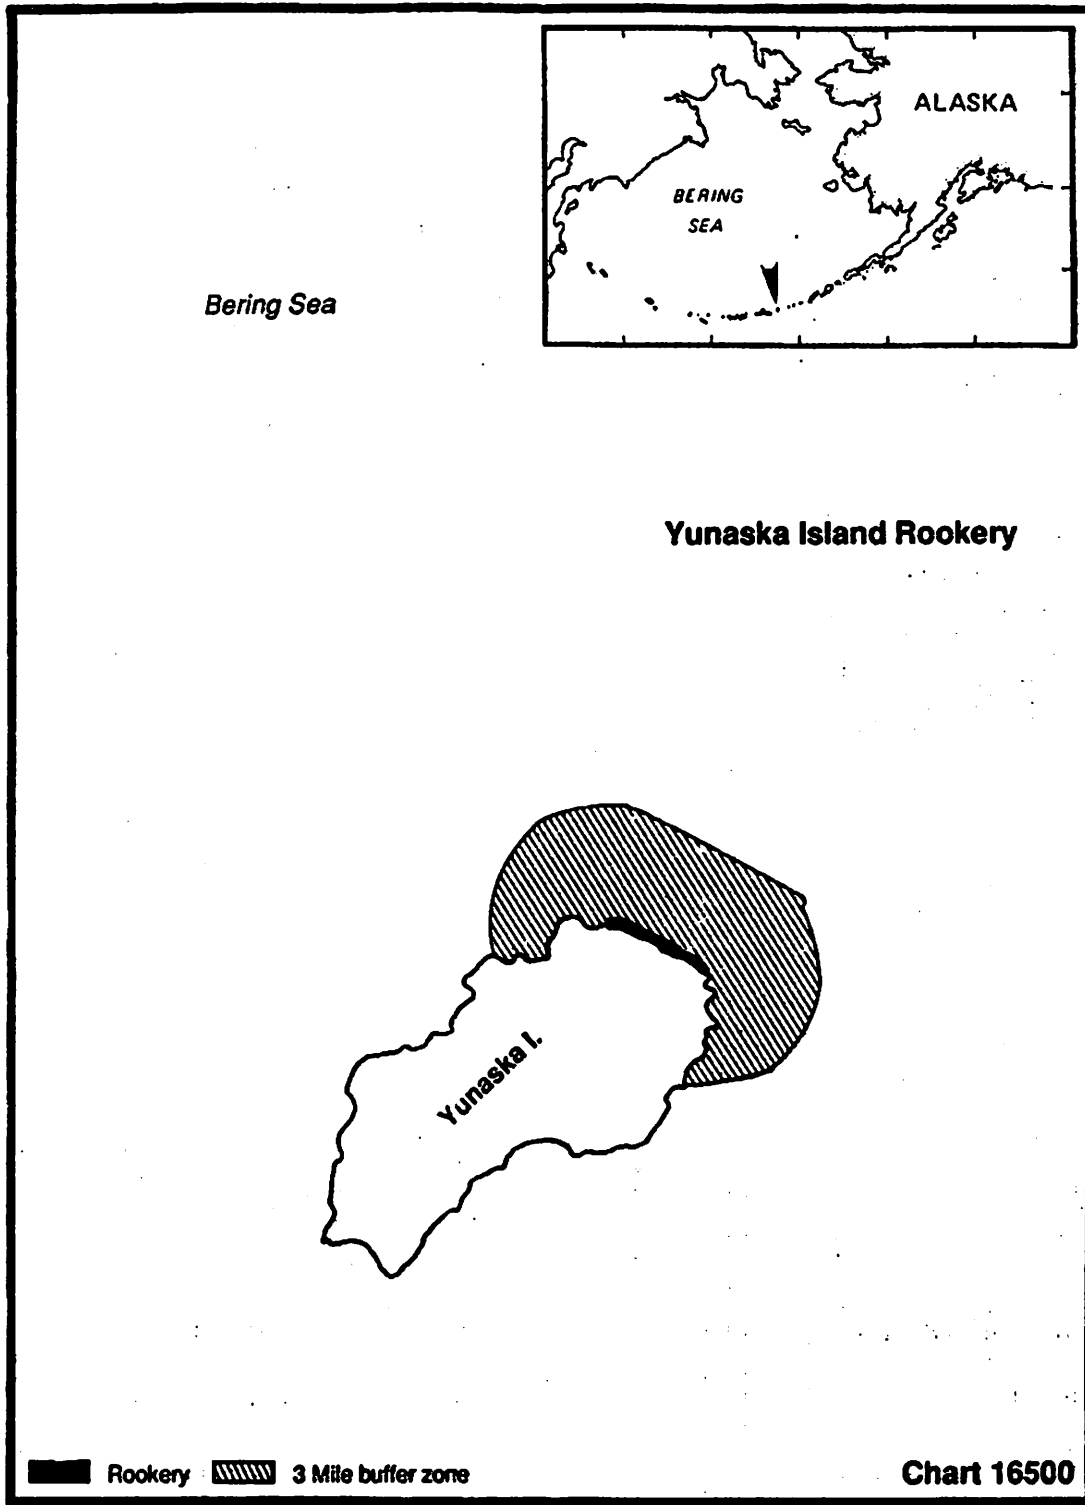 ALASKA
BERING
SEA
Bering Sea
Yunaska Island Rookery
Yunaska I.
Rookery
3 Mile buffer zone
Chart 16500